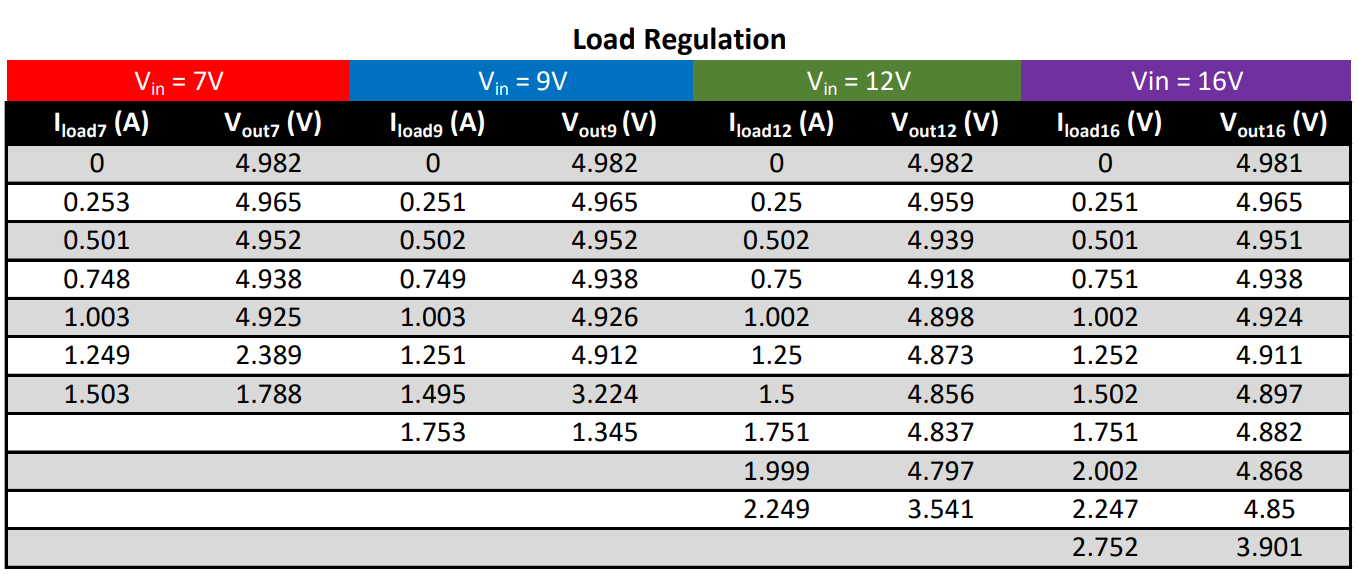 Load Regulation
Vin = 7V Vin = 9V Vin = 12V Vin = 16V
Iload7 (A) Vout7 (V) Iload9 (A) Vout9 (V) Iload12 (A) Vout12 (V) Iload16 (V) Vout16 (V)
0 4.982 0 4.982 0 4.982 0 4.981
0.253 4.965 0.251 4.965 0.25 4.959 0.251 4.965
0.501 4.952 0.502 4.952 0.502 4.939 0.501 4.951
0.748 4.938 0.749 4.938 0.75 4.918 0.751 4.938
1.003 4.925 1.003 4.926 1.002 4.898 1.002 4.924
1.249 2.389 1.251 4.912 1.25 4.873 1.252 4.911
1.503 1.788 1.495 3.224 1.5 4.856 1.502 4.897
1.753 1.345 1.751 4.837 1.751 4.882
1.999 4.797 2.002 4.868
2.249 3.541 2.247 4.85
2.752 3.901